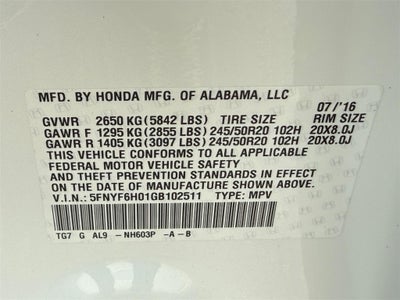 MFD. BY HONDA MFG. OF ALABAMA, LLC
07/'16
GVWR 2650 KG (5842 LBS) TIRE SIZE RIM SIZE
GAWR F 1295 KG (2855 LBS) 245/50R20 102H 20X8.0J
GAWR R 1405 KG (3097 LBS) 245/50R20 102H 20X8.0J
THIS VEHICLE CONFORMS TO ALL APPLICABLE
FEDERAL MOTOR VEHICLE SAFETY
AND THEFT PREVENTION STANDARDS IN EFFECT
ON THE DATE OF MANUFACTURE SHOWN ABOVE.
V.I.N.: 5FNYF6H01GB102511 TYPE: MPV
TG7 G AL9 -NH603P -A-B